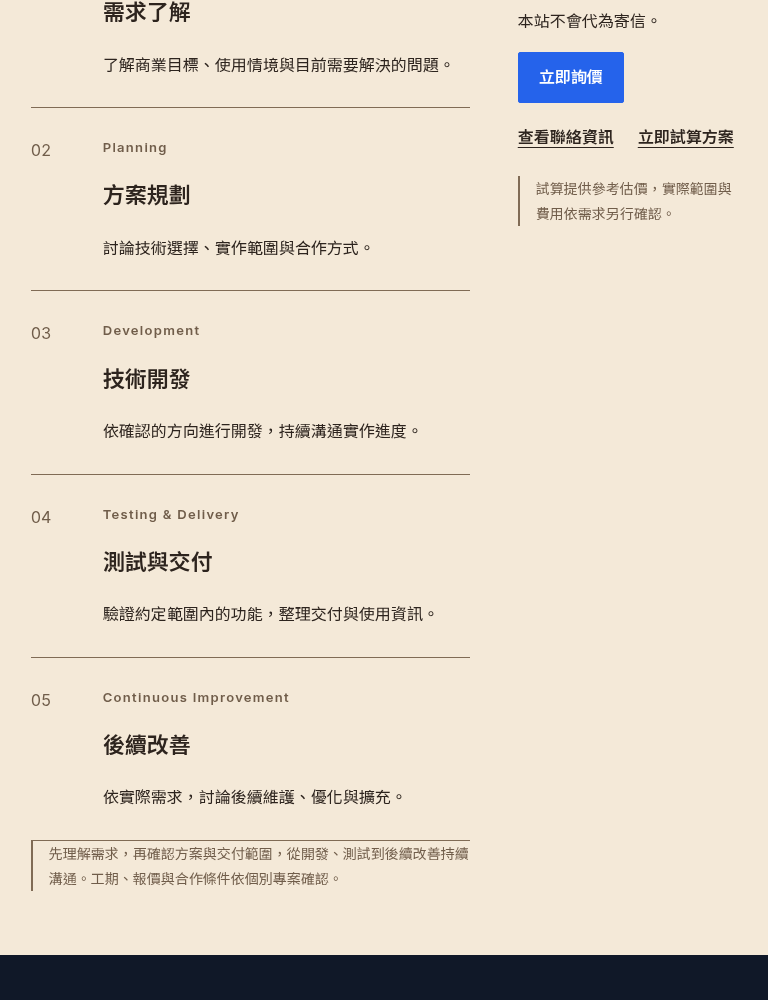 需求了解
了解商業目標、使用情境與目前需要解決的問題。
02
Planning
方案規劃
討論技術選擇、實作範圍與合作方式。
03
Development
技術開發
依確認的方向進行開發，持續溝通實作進度。
04
Testing & Delivery
測試與交付
驗證約定範圍內的功能，整理交付與使用資訊。
05
Continuous Improvement
後續改善
依實際需求，討論後續維護、優化與擴充。
先理解需求，再確認方案與交付範圍，從開發、測試到後續改善持續
溝通。工期、報價與合作條件依個別專案確認。
本站不會代為寄信。
立即詢價
查看聯絡資訊
立即試算方案
試算提供參考估價，實際範圍與
費用依需求另行確認。